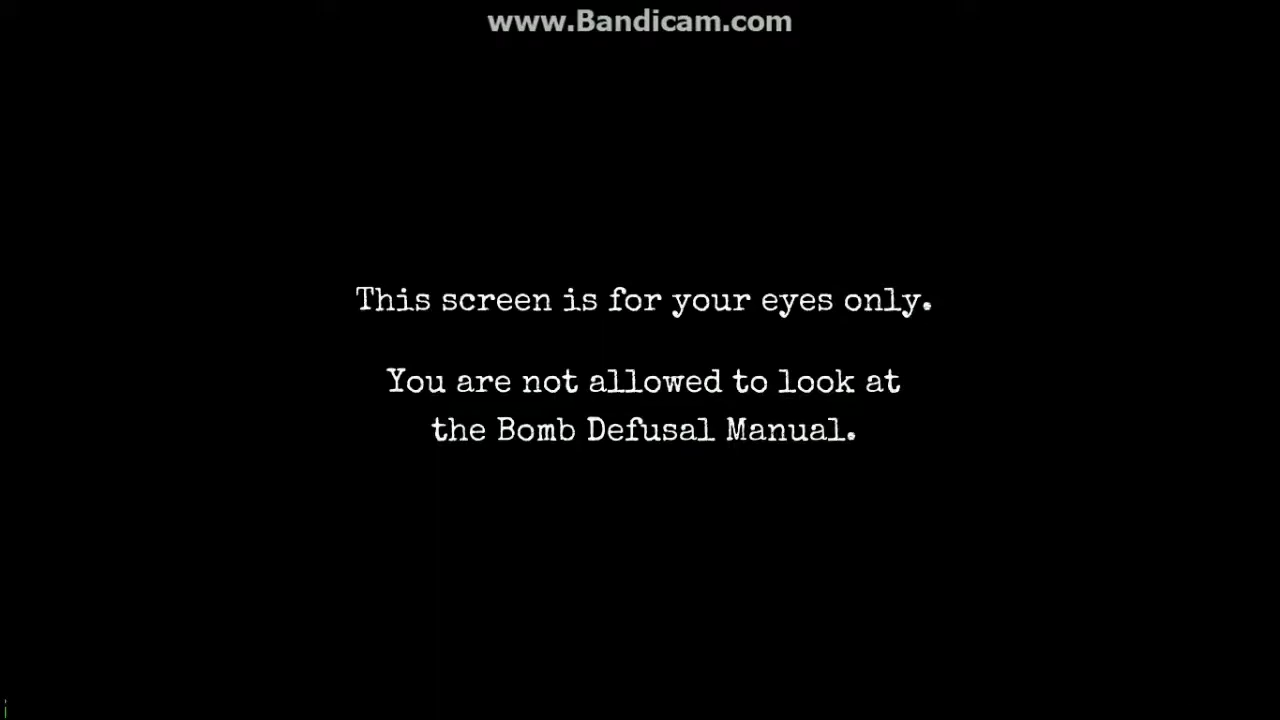 www.Bandicam.com
This screen is for your eyes only.
You are not allowed to look at
the Bomb Defusal Manual.